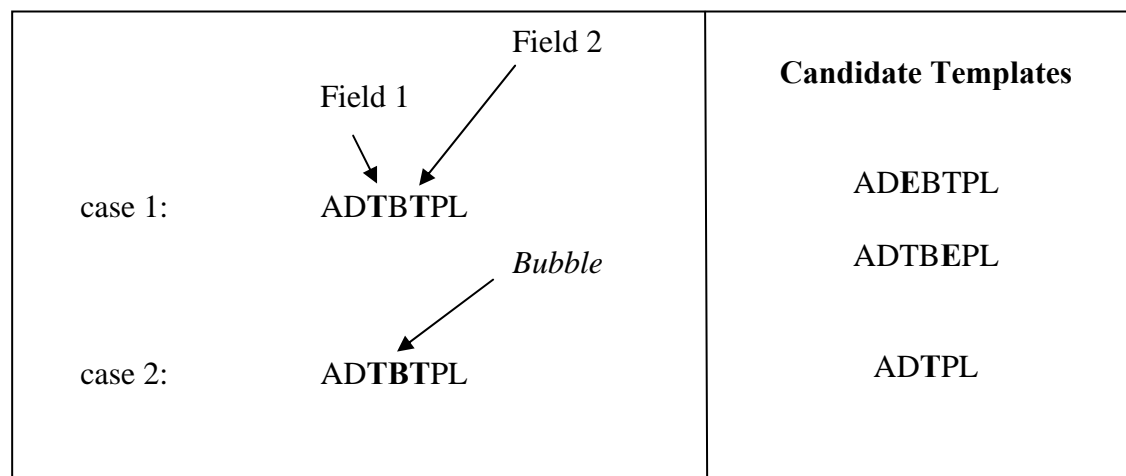 Field 2
Candidate Templates
Field 1
ADEBTPL
case 1: ADTBTPL
ADTBEPL
Bubble
case 2: ADTBTPL ADTPL